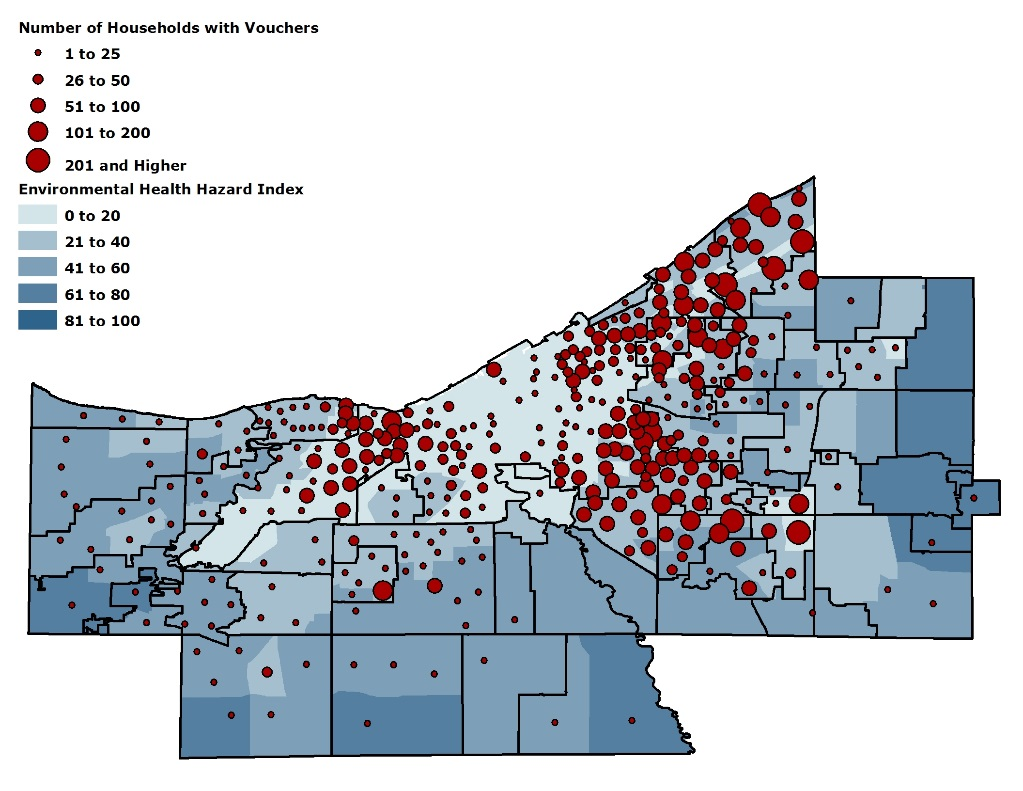 Number of Households with Vouchers
1 to 25
26 to 50
51 to 100
101 to 200
201 and Higher
Environmental Health Hazard Index
0 to 20
21 to 40
41 to 60
61 to 80
81 to 100